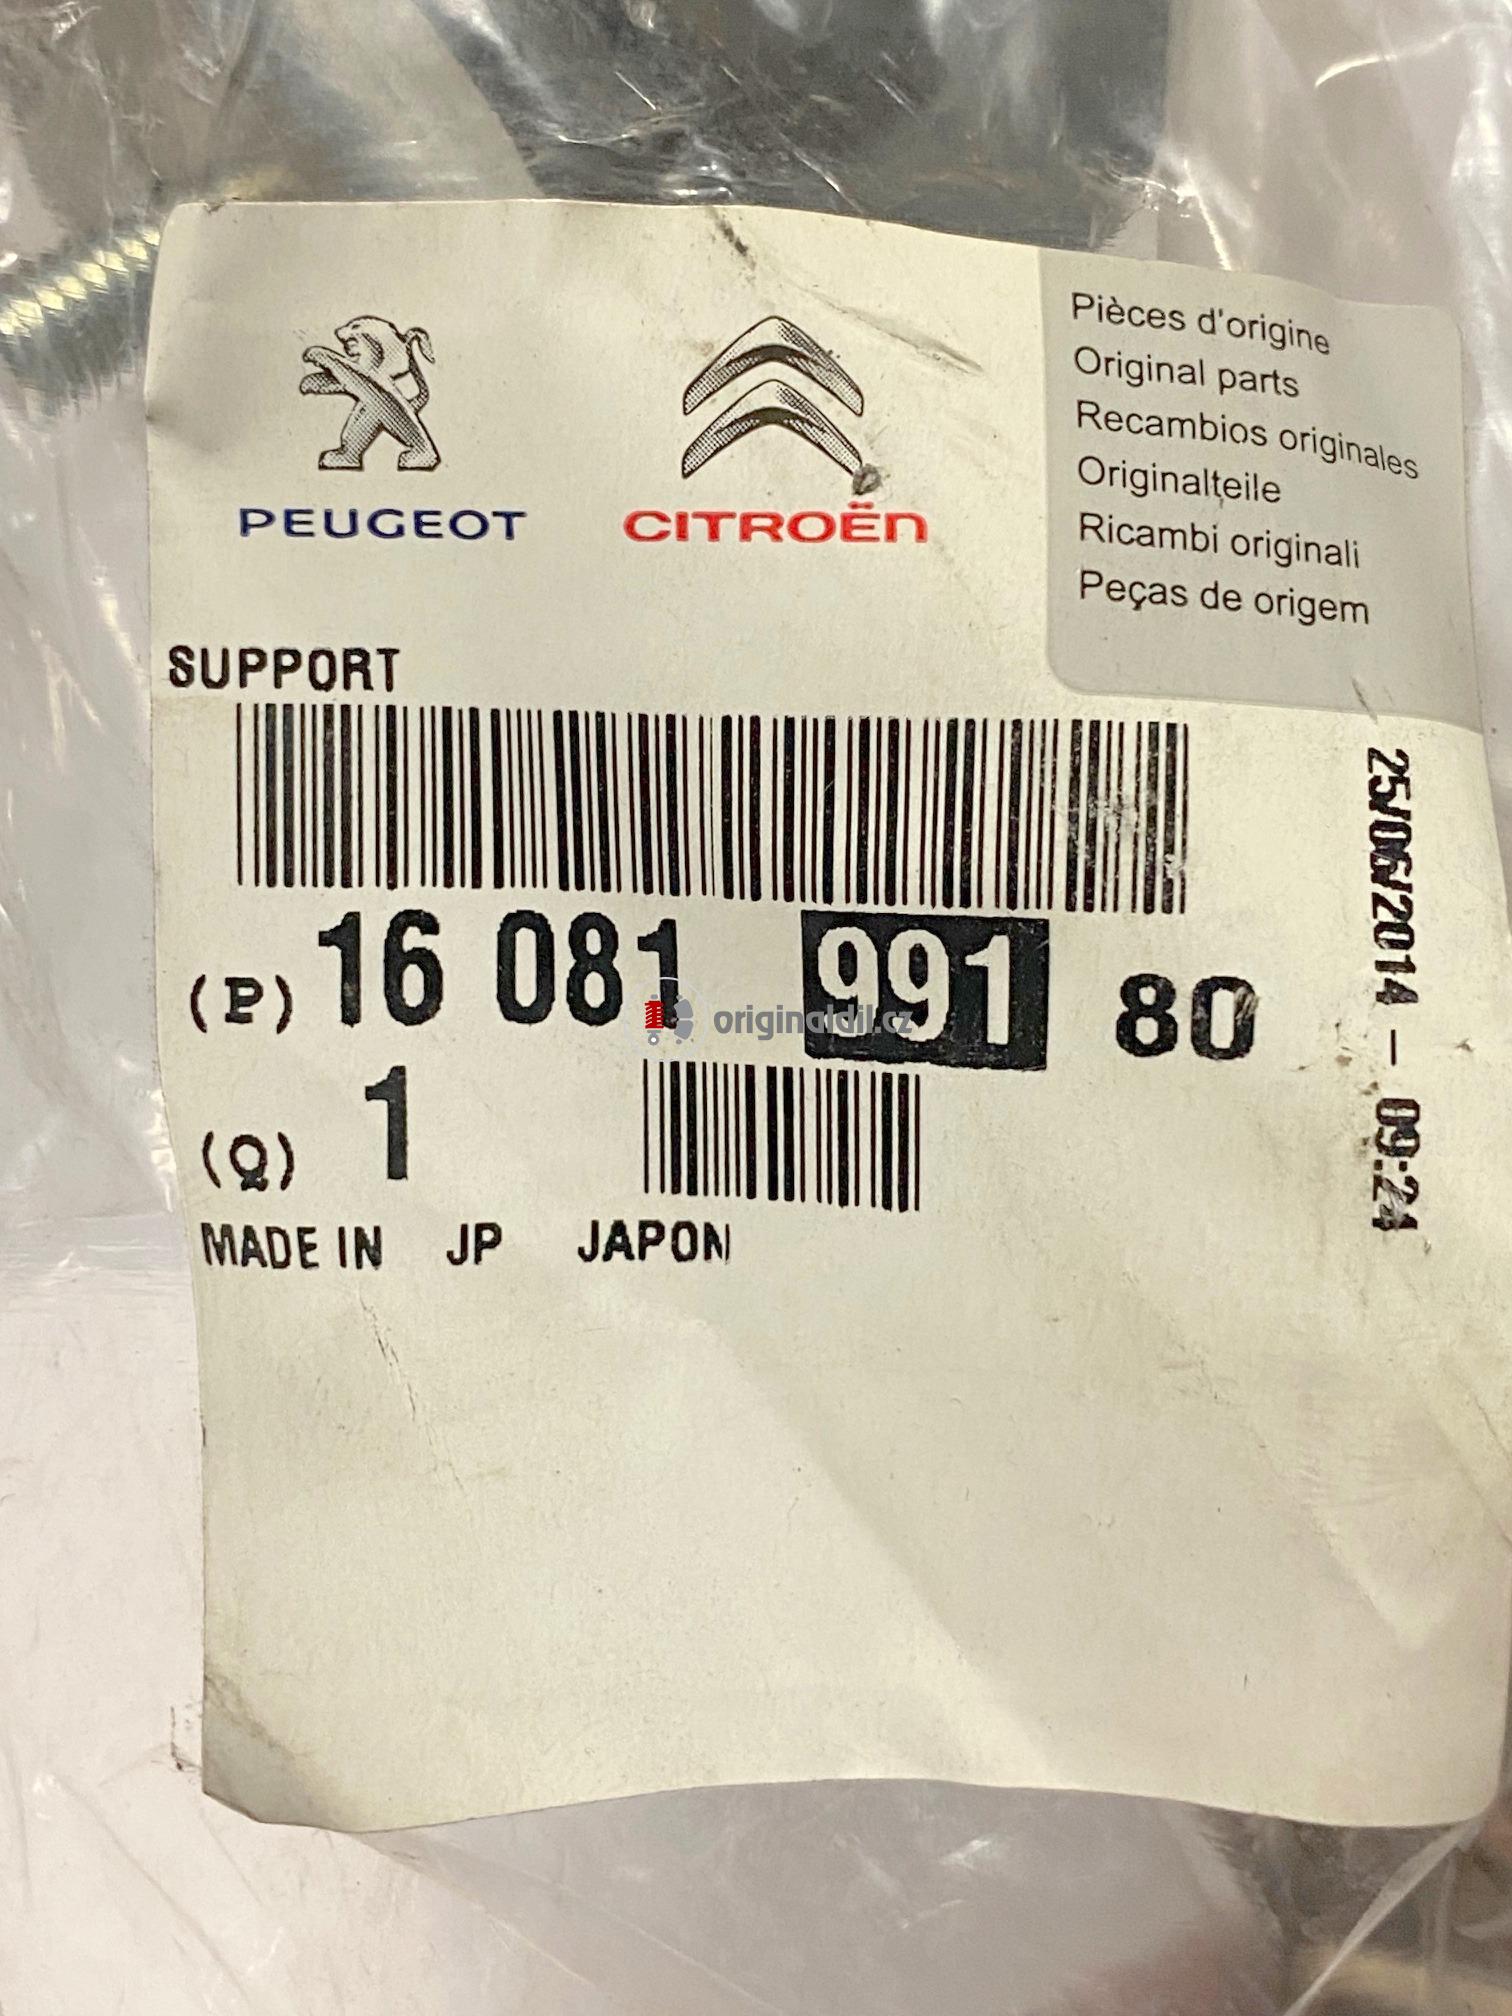 PEUGEOT
CITROËN
Pièces d'origine
Original parts
Recambios originales
Originalteile
Ricambi originali
Peças de origem
SUPPORT
(P) 16 081 991 80
originaldil.cz
(Q) 1
MADE IN JP JAPON
25/06/2014 - 09:24